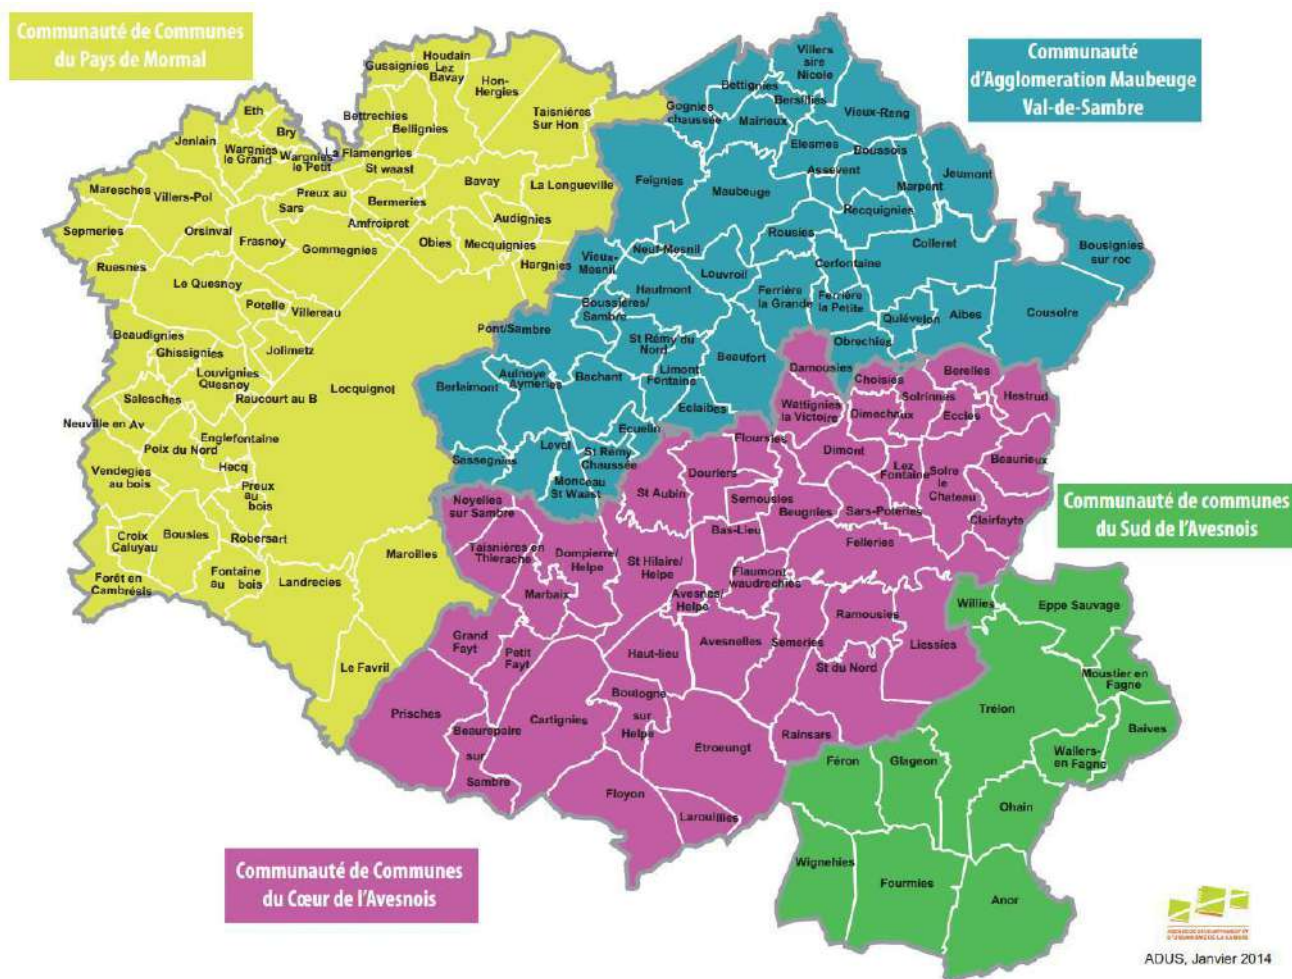 Communauté de Communes
du Pays de Mormal
Communauté
d'Agglomeration Maubeuge
Val-de-Sambre
Communauté de communes
du Sud de l'Avesnois
Communauté de Communes
du Cœur de l'Avesnois
Gussignies
Houdain
Lez
Bavay
Hon-
Hergies
Taisnières
Sur Hon
Bettrechies
Bellignies
Eth
Bry
Jenlain
Wargnies
le Grand
Wargnies
le Petit
La Flamengries
St waast
Bavay
La Longueville
Maresches
Villers-Pol
Preux au
Sars
Bermeries
Amfroipret
Audignies
Sepmeries
Orsinval
Frasnoy
Gommegnies
Obies
Mecquignies
Hargnies
Ruesnes
Le Quesnoy
Potelle
Villereau
Beaudignies
Ghissignies
Jolimetz
Louvignies
Quesnoy
Locquignol
Salesches
Raucourt au B
Neuville en Av
Poix du Nord
Englefontaine
Hecq
Vendegies
au bois
Preux
au
bois
Croix
Caluyau
Bousies
Robersart
Forêt en
Cambrésis
Fontaine
au bois
Landrecies
Maroilles
Le Favril
Villers
sire
Nicole
Bettignies
Bersillies
Gognies
chaussée
Mairieux
Vieux-Reng
Elesmes
Boussois
Assevent
Marpent
Jeumont
Feignies
Maubeuge
Recquignies
Rousies
Colleret
Bousignies
sur roc
Neuf-Mesnil
Vieux-
Mesnil
Louvroil
Cerfontaine
Hautmont
Ferrière
la Grande
Ferrière
la Petite
Boussières/
Sambre
Quiévelon
Aibes
Cousolre
Pont/Sambre
St Rémy du
Nord
Beaufort
Obrechies
Berlaimont
Aulnoye
Aymeries
Bachant
Limont
Fontaine
Eclaibes
Ecuelin
Leval
St Rémy
Chaussée
Sassegnies
Monceau
St Waast
Damousies
Choisies
Berelles
Wattignies
la Victoire
Dimechaux
Solrinnes
Eccles
Hestrud
Floursies
Dimont
Lez
Fontaine
Solre
le
Chateau
Beaurieux
Dourlers
St Aubin
Semousies
Beugnies
Sars-Poteries
Clairfayts
Noyelles
sur Sambre
Bas-Lieu
Felleries
Taisnières en
Thierache
Dompierre/
Helpe
St Hilaire/
Helpe
Flaumont
waudrechies
Marbaix
Avesnes/
Helpe
Ramousies
Grand
Fayt
Petit
Fayt
Haut-lieu
Avesnelles
Semeries
Liessies
St du Nord
Prisches
Boulogne
sur
Helpe
Cartignies
Beaurepaire
sur
Sambre
Etroeungt
Rainsars
Floyon
Larouillies
Willies
Eppe Sauvage
Moustier en
Fagne
Trélon
Baives
Wallers-
en Fagne
Féron
Glageon
Ohain
Wignehies
Fourmies
Anor
ADUS, Janvier 2014